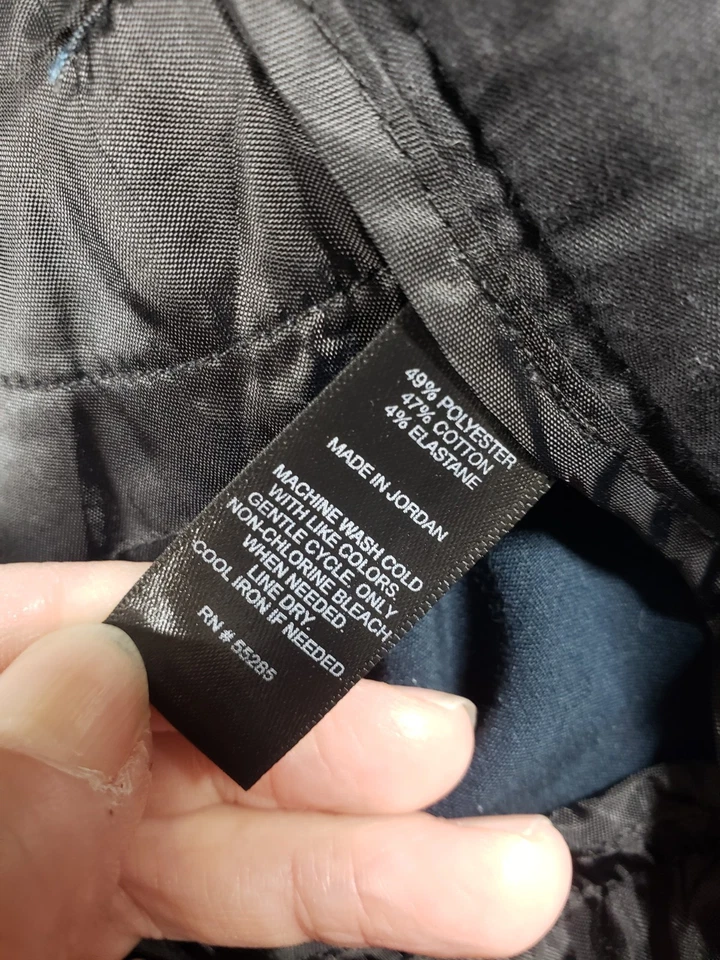 49% POLYESTER
47% COTTON
4% ELASTANE
MADE IN JORDAN
MACHINE WASH COLD
WITH LIKE COLORS,
GENTLE CYCLE. ONLY
NON-CHLORINE BLEACH
WHEN NEEDED.
LINE DRY.
COOL IRON IF NEEDED.
RN # 55285